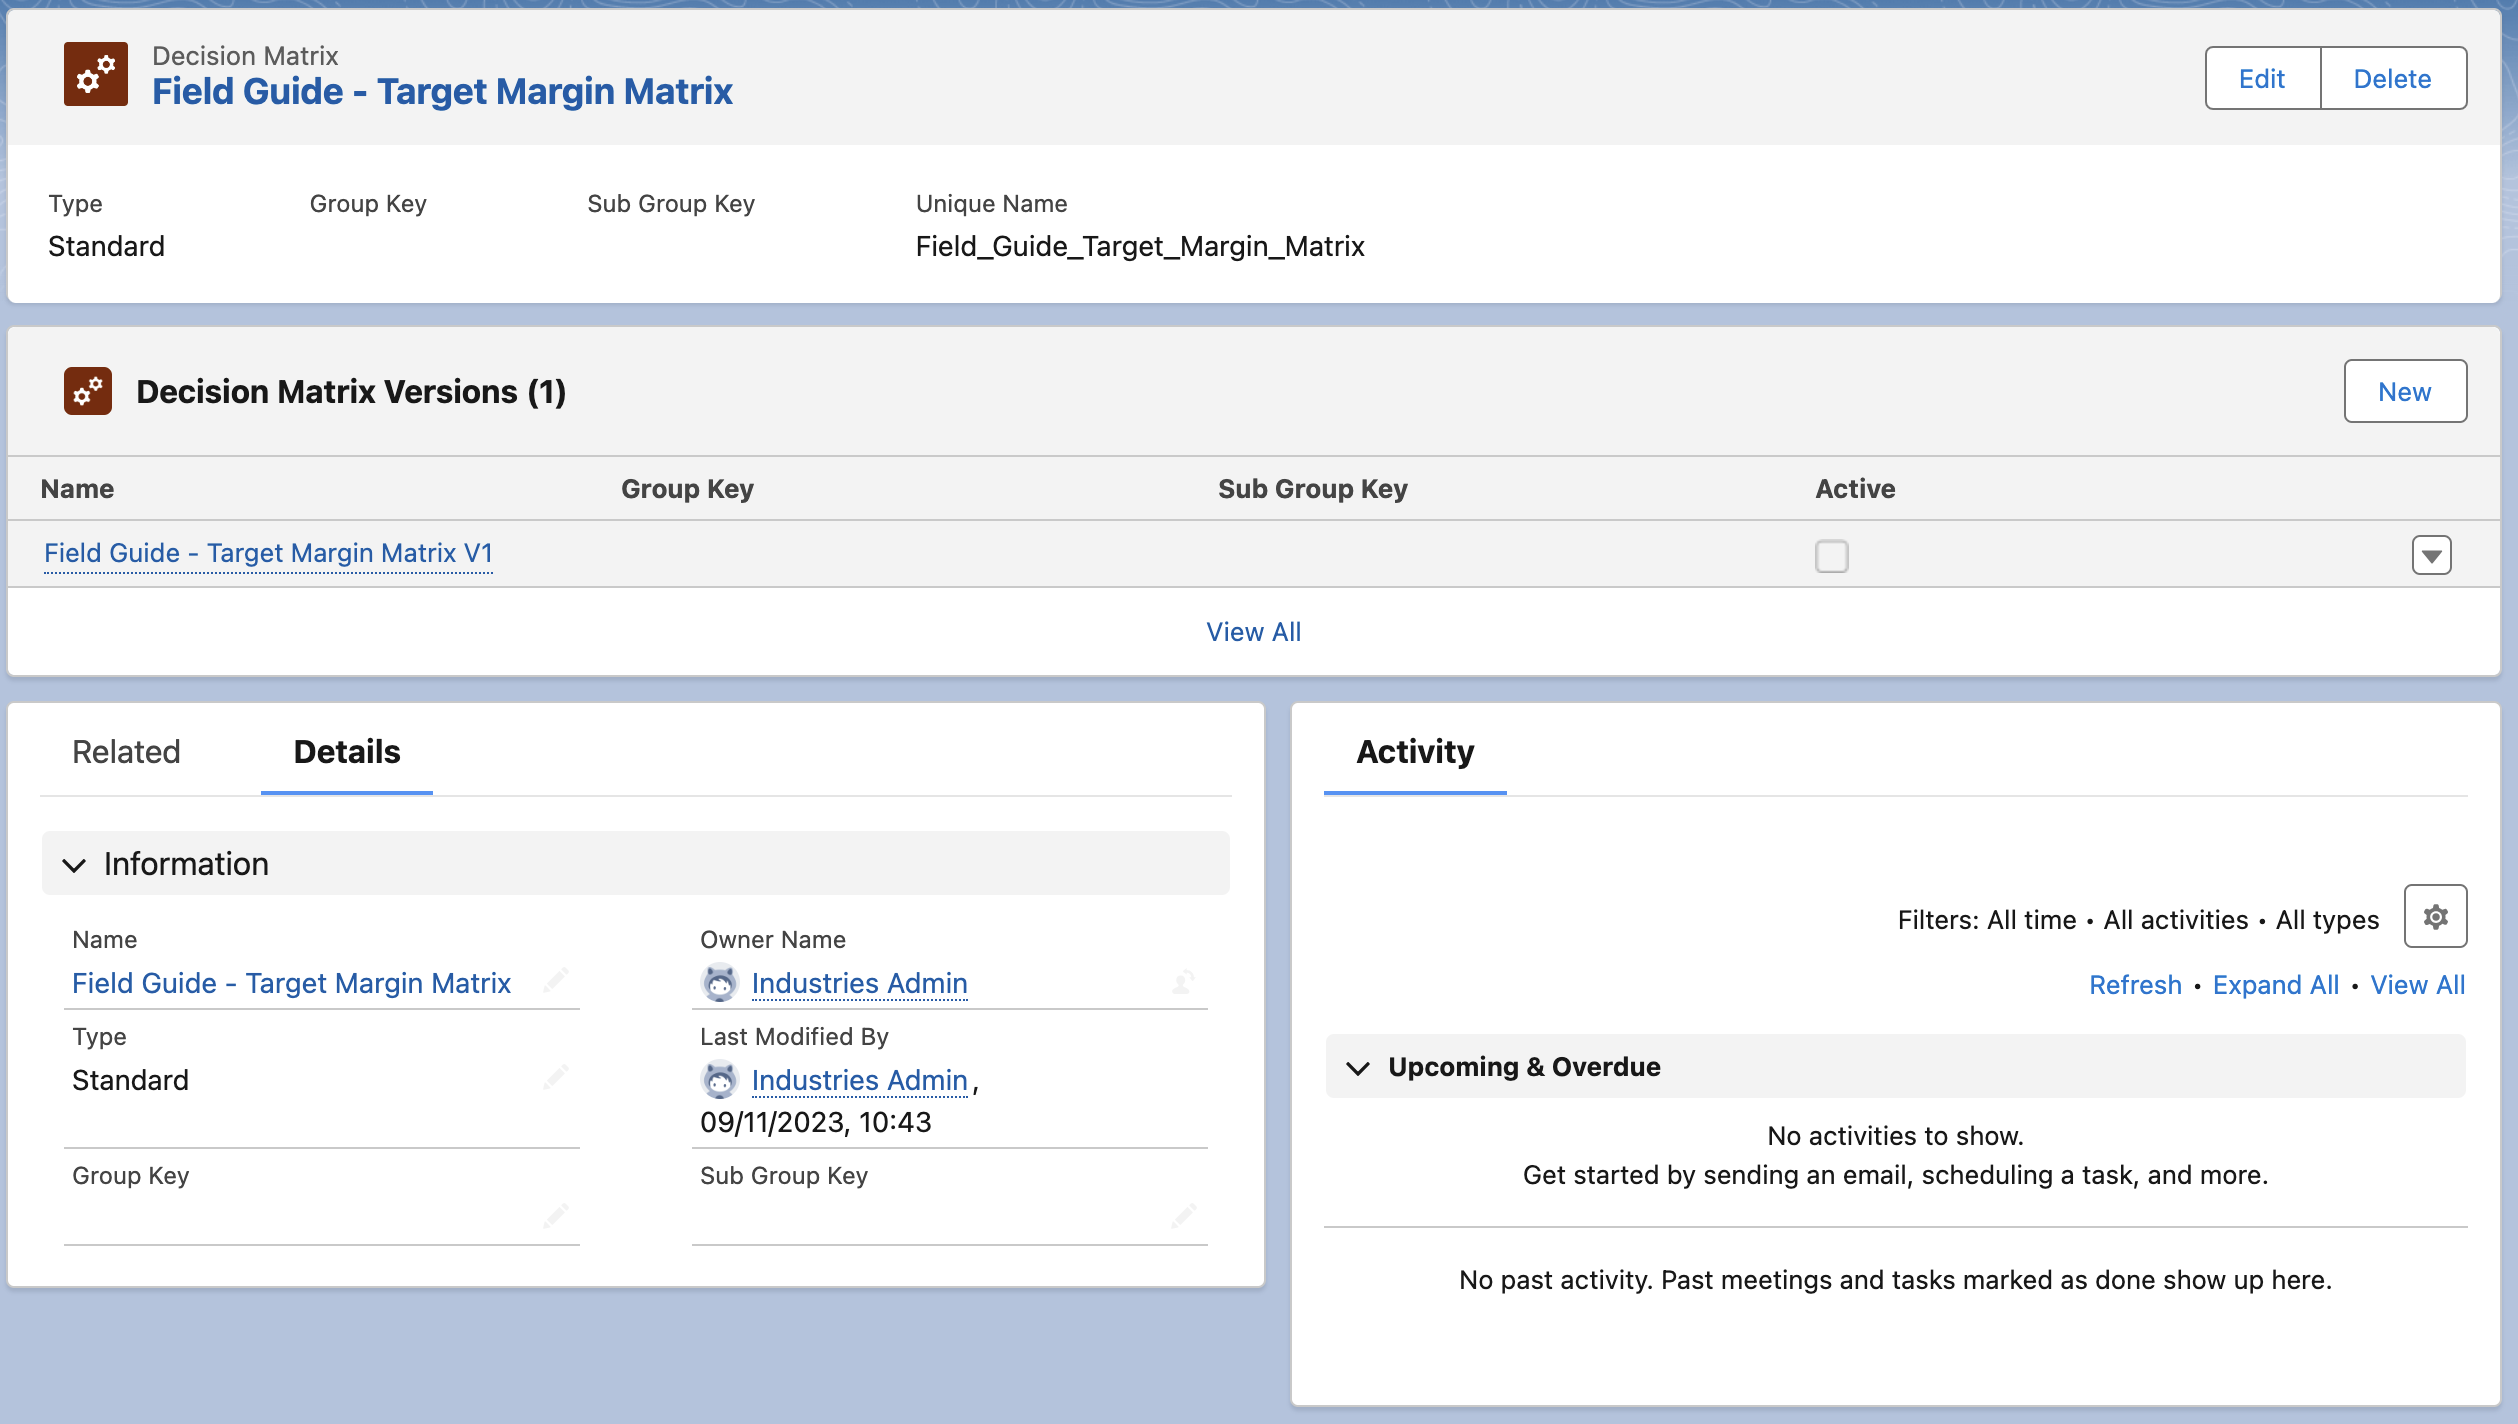 Decision Matrix
Field Guide - Target Margin Matrix
Edit
Delete
Type
Group Key
Sub Group Key
Unique Name
Standard
Field_Guide_Target_Margin_Matrix
Decision Matrix Versions (1)
New
Name
Group Key
Sub Group Key
Active
Field Guide - Target Margin Matrix V1
View All
Related
Details
Information
Name
Owner Name
Field Guide - Target Margin Matrix
Industries Admin
Type
Last Modified By
Standard
Industries Admin,
09/11/2023, 10:43
Group Key
Sub Group Key
Activity
Filters: All time • All activities • All types
Refresh • Expand All • View All
Upcoming & Overdue
No activities to show.
Get started by sending an email, scheduling a task, and more.
No past activity. Past meetings and tasks marked as done show up here.